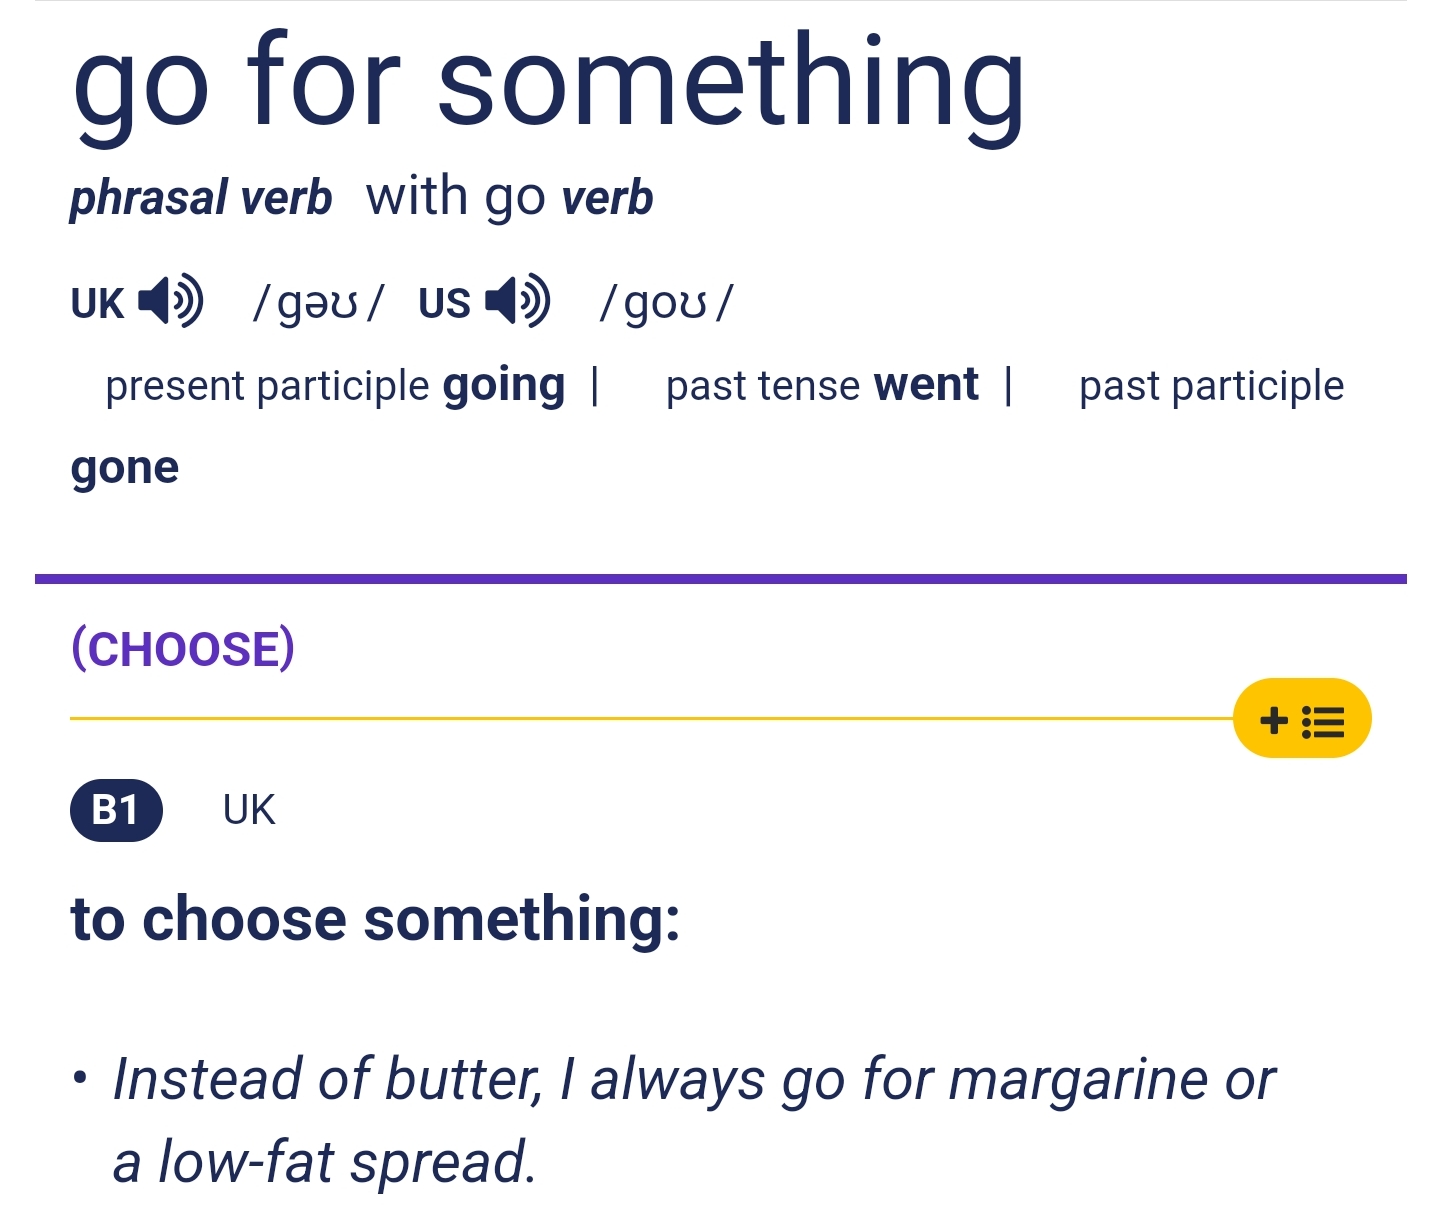 go for something
phrasal verb with go verb
UK /ɡəʊ/ US /ɡoʊ/
present participle going | past tense went | past participle
gone
(CHOOSE)
B1 UK
to choose something:
• Instead of butter, I always go for margarine or
a low-fat spread.